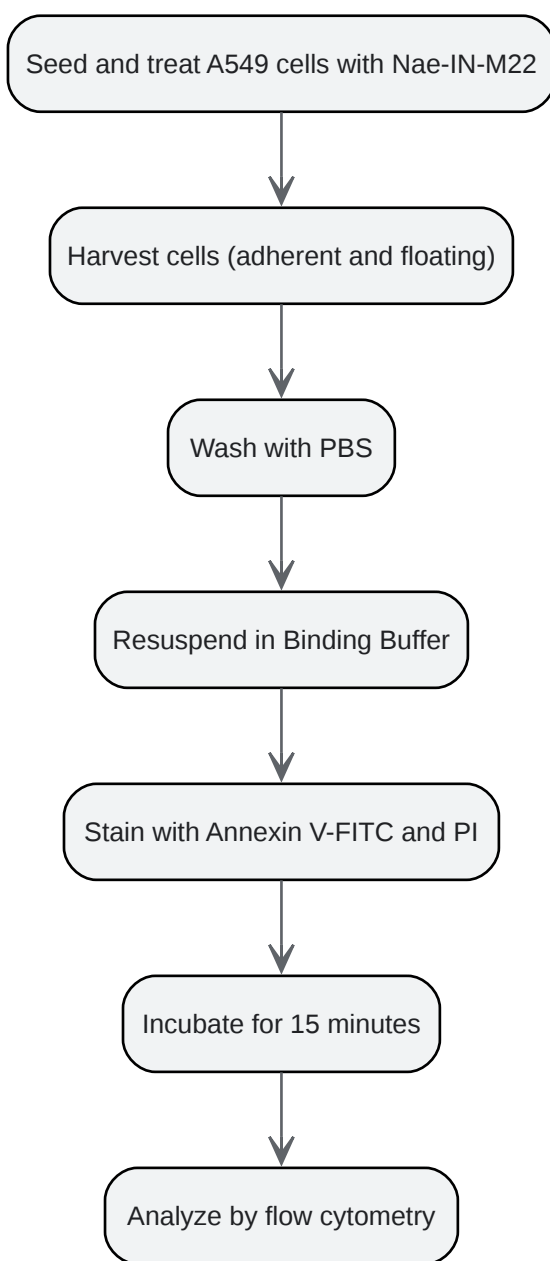 Seed and treat A549 cells with Nae-IN-M22
Harvest cells (adherent and floating)
Wash with PBS
Resuspend in Binding Buffer
Stain with Annexin V-FITC and PI
Incubate for 15 minutes
Analyze by flow cytometry